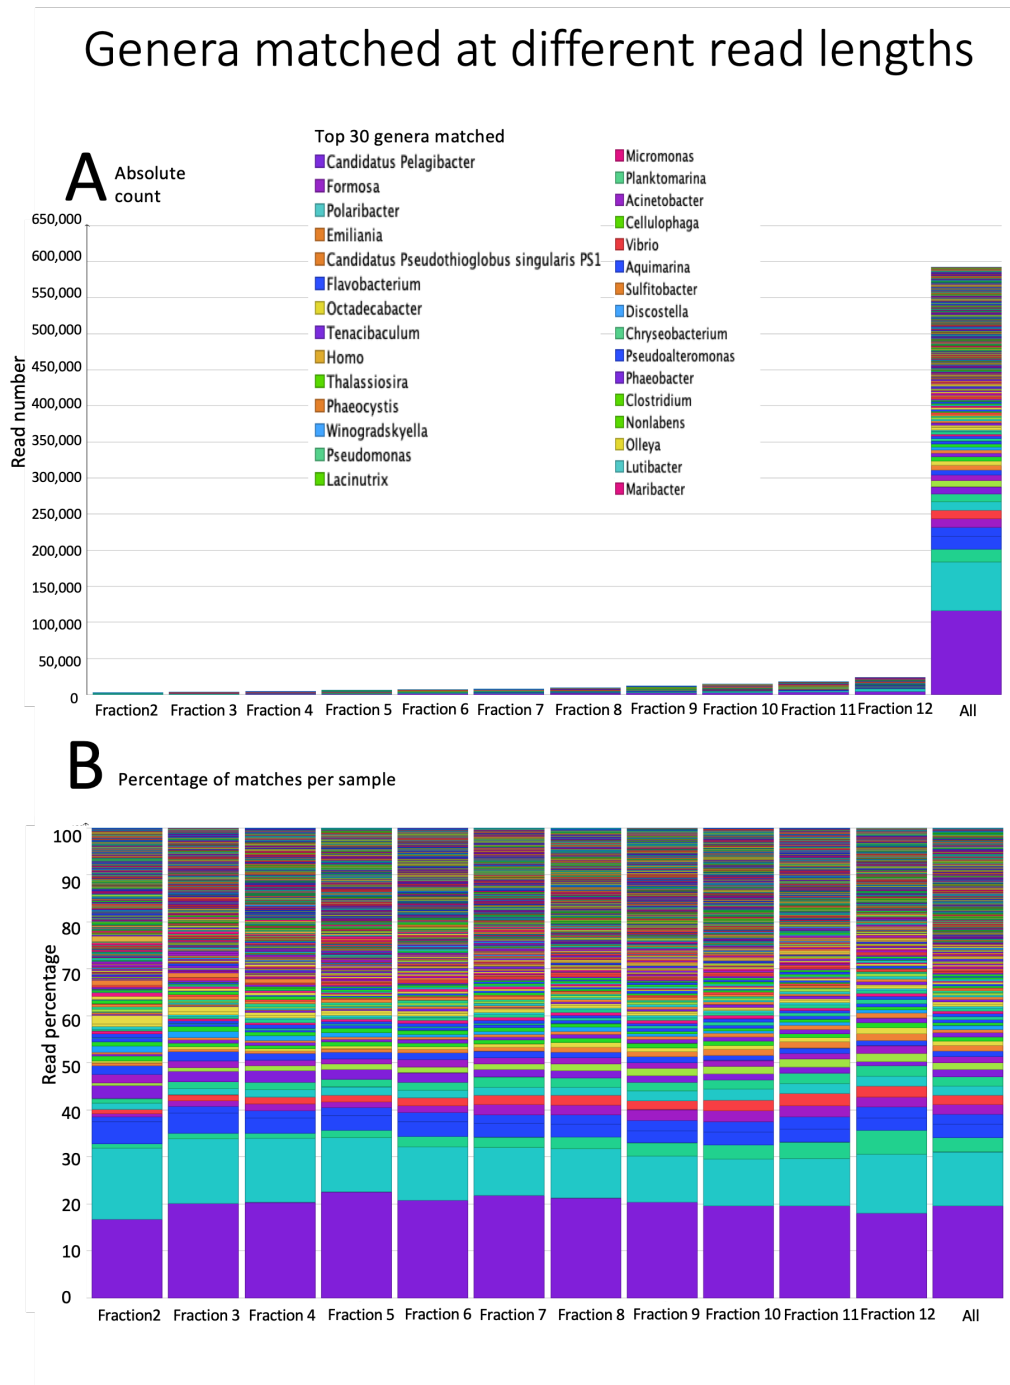 Genera matched at different read lengths
A
Absolute
count
Top 30 genera matched
Candidatus Pelagibacter
Formosa
Polaribacter
Emiliania
Candidatus Pseudothioglobus singularis PS1
Flavobacterium
Octadecabacter
Tenacibaculum
Homo
Thalassiosira
Phaeocystis
Winogradskyella
Pseudomonas
Lacinutrix
Micromonas
Planktomarina
Acinetobacter
Cellulophaga
Vibrio
Aquimarina
Sulfitobacter
Discostella
Chryseobacterium
Pseudoalteromonas
Phaeobacter
Clostridium
Nonlabens
Olleya
Lutibacter
Maribacter
Read number
650,000
600,000
550,000
500,000
450,000
400,000
350,000
300,000
250,000
200,000
150,000
100,000
50,000
0
Fraction2 Fraction 3 Fraction 4 Fraction 5 Fraction 6 Fraction 7 Fraction 8 Fraction 9 Fraction 10 Fraction 11 Fraction 12 All
B
Percentage of matches per sample
Read percentage
100
90
80
70
60
50
40
30
20
10
0
Fraction2 Fraction 3 Fraction 4 Fraction 5 Fraction 6 Fraction 7 Fraction 8 Fraction 9 Fraction 10 Fraction 11 Fraction 12 All